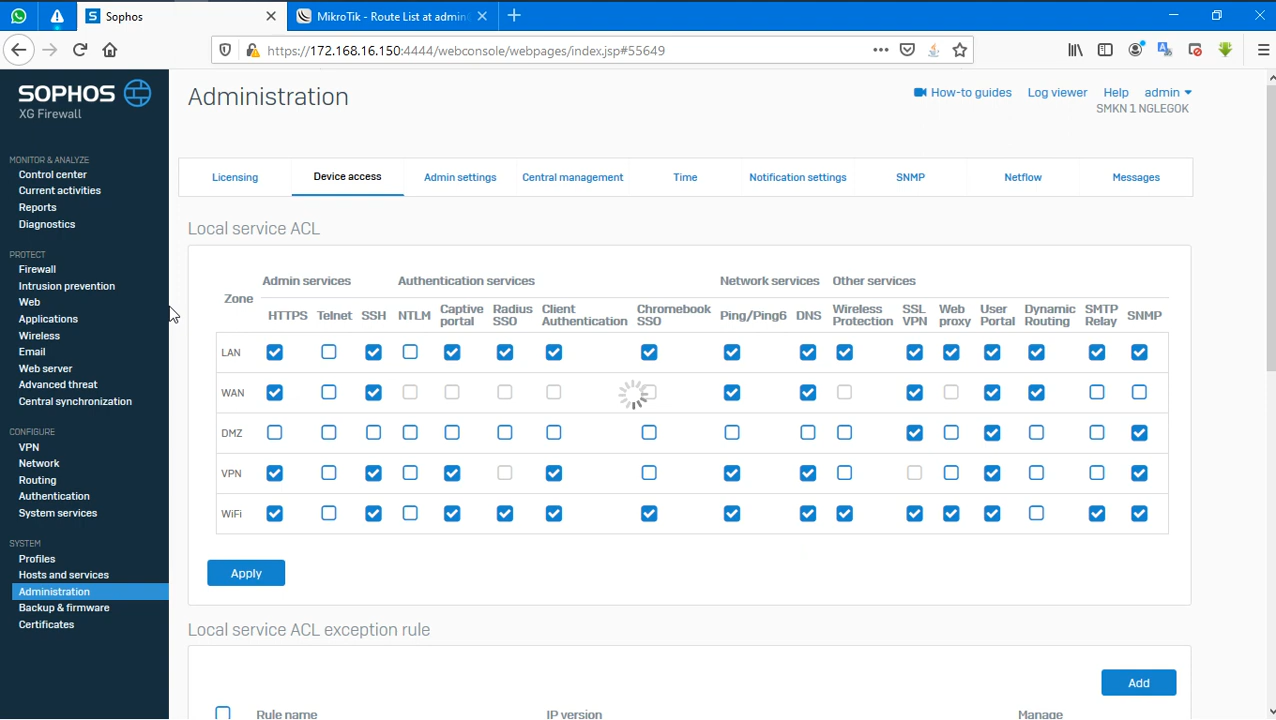 Sophos
MikroTik - Route List at admin
https://172.168.16.150:4444/webconsole/webpages/index.jsp#55649
SOPHOS
XG Firewall
MONITOR & ANALYZE
Control center
Current activities
Reports
Diagnostics
PROTECT
Firewall
Intrusion prevention
Web
Applications
Wireless
Email
Web server
Advanced threat
Central synchronization
CONFIGURE
VPN
Network
Routing
Authentication
System services
SYSTEM
Profiles
Hosts and services
Administration
Backup & firmware
Certificates
Administration
How-to guides Log viewer Help admin
SMKN 1 NGLEGOK
Licensing Device access Admin settings Central management Time Notification settings SNMP Netflow Messages
Local service ACL
Admin services Authentication services Network services Other services
Zone
HTTPS Telnet SSH NTLM Captive portal Radius SSO Client Authentication Chromebook SSO Ping/Ping6 DNS Wireless Protection SSL VPN Web proxy User Portal Dynamic Routing SMTP Relay SNMP
LAN
WAN
DMZ
VPN
WiFi
Apply
Local service ACL exception rule
Add
Rule name IP version Manage